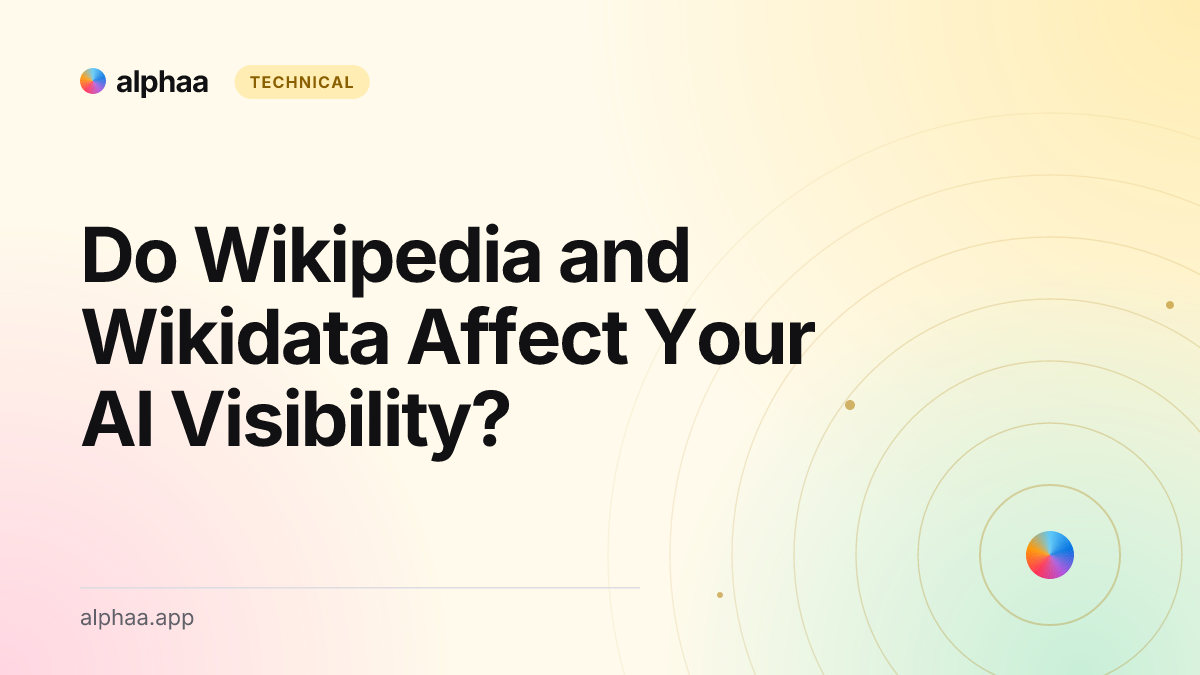 alphaa
TECHNICAL
Do Wikipedia and
Wikidata Affect Your
AI Visibility?
alphaa.app